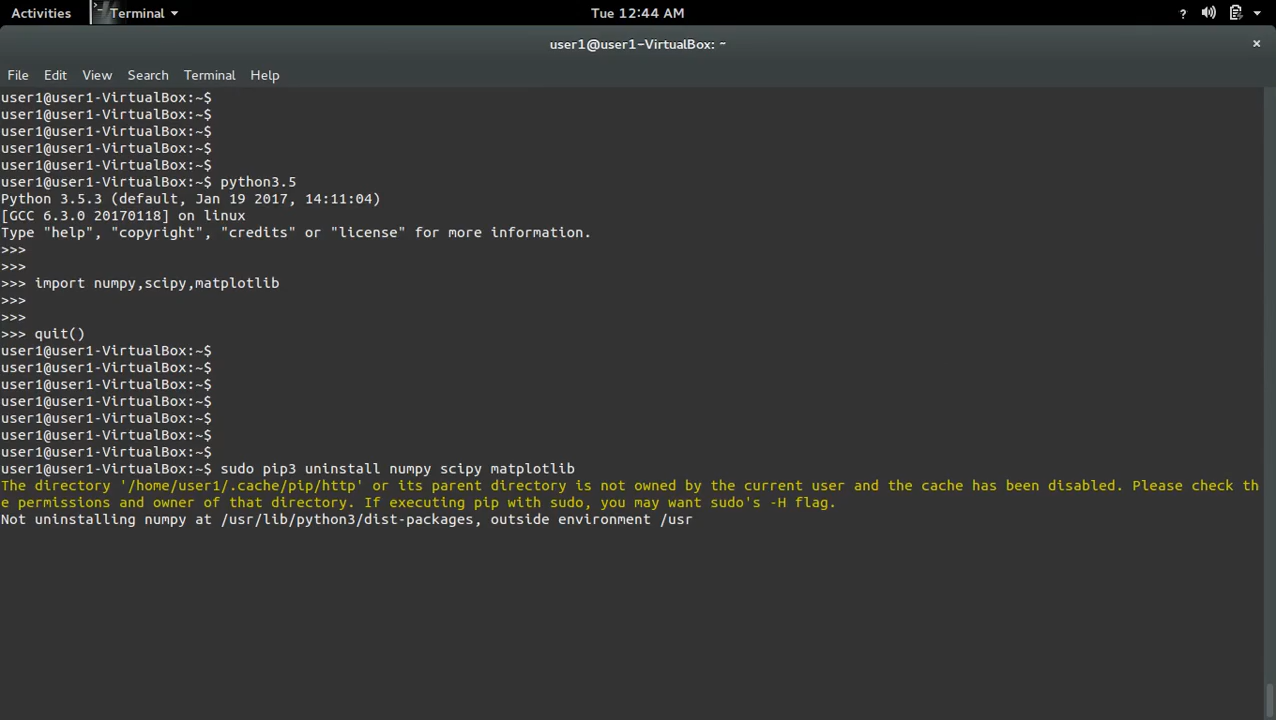 Activities Terminal Tue 12:44 AM ?
user1@user1-VirtualBox: ~ ×
File Edit View Search Terminal Help
user1@user1-VirtualBox:~$
user1@user1-VirtualBox:~$
user1@user1-VirtualBox:~$
user1@user1-VirtualBox:~$
user1@user1-VirtualBox:~$
user1@user1-VirtualBox:~$ python3.5
Python 3.5.3 (default, Jan 19 2017, 14:11:04)
[GCC 6.3.0 20170118] on linux
Type "help", "copyright", "credits" or "license" for more information.
>>>
>>>
>>> import numpy,scipy,matplotlib
>>>
>>>
>>> quit()
user1@user1-VirtualBox:~$
user1@user1-VirtualBox:~$
user1@user1-VirtualBox:~$
user1@user1-VirtualBox:~$
user1@user1-VirtualBox:~$
user1@user1-VirtualBox:~$
user1@user1-VirtualBox:~$
user1@user1-VirtualBox:~$ sudo pip3 uninstall numpy scipy matplotlib
The directory '/home/user1/.cache/pip/http' or its parent directory is not owned by the current user and the cache has been disabled. Please check th
e permissions and owner of that directory. If executing pip with sudo, you may want sudo's -H flag.
Not uninstalling numpy at /usr/lib/python3/dist-packages, outside environment /usr